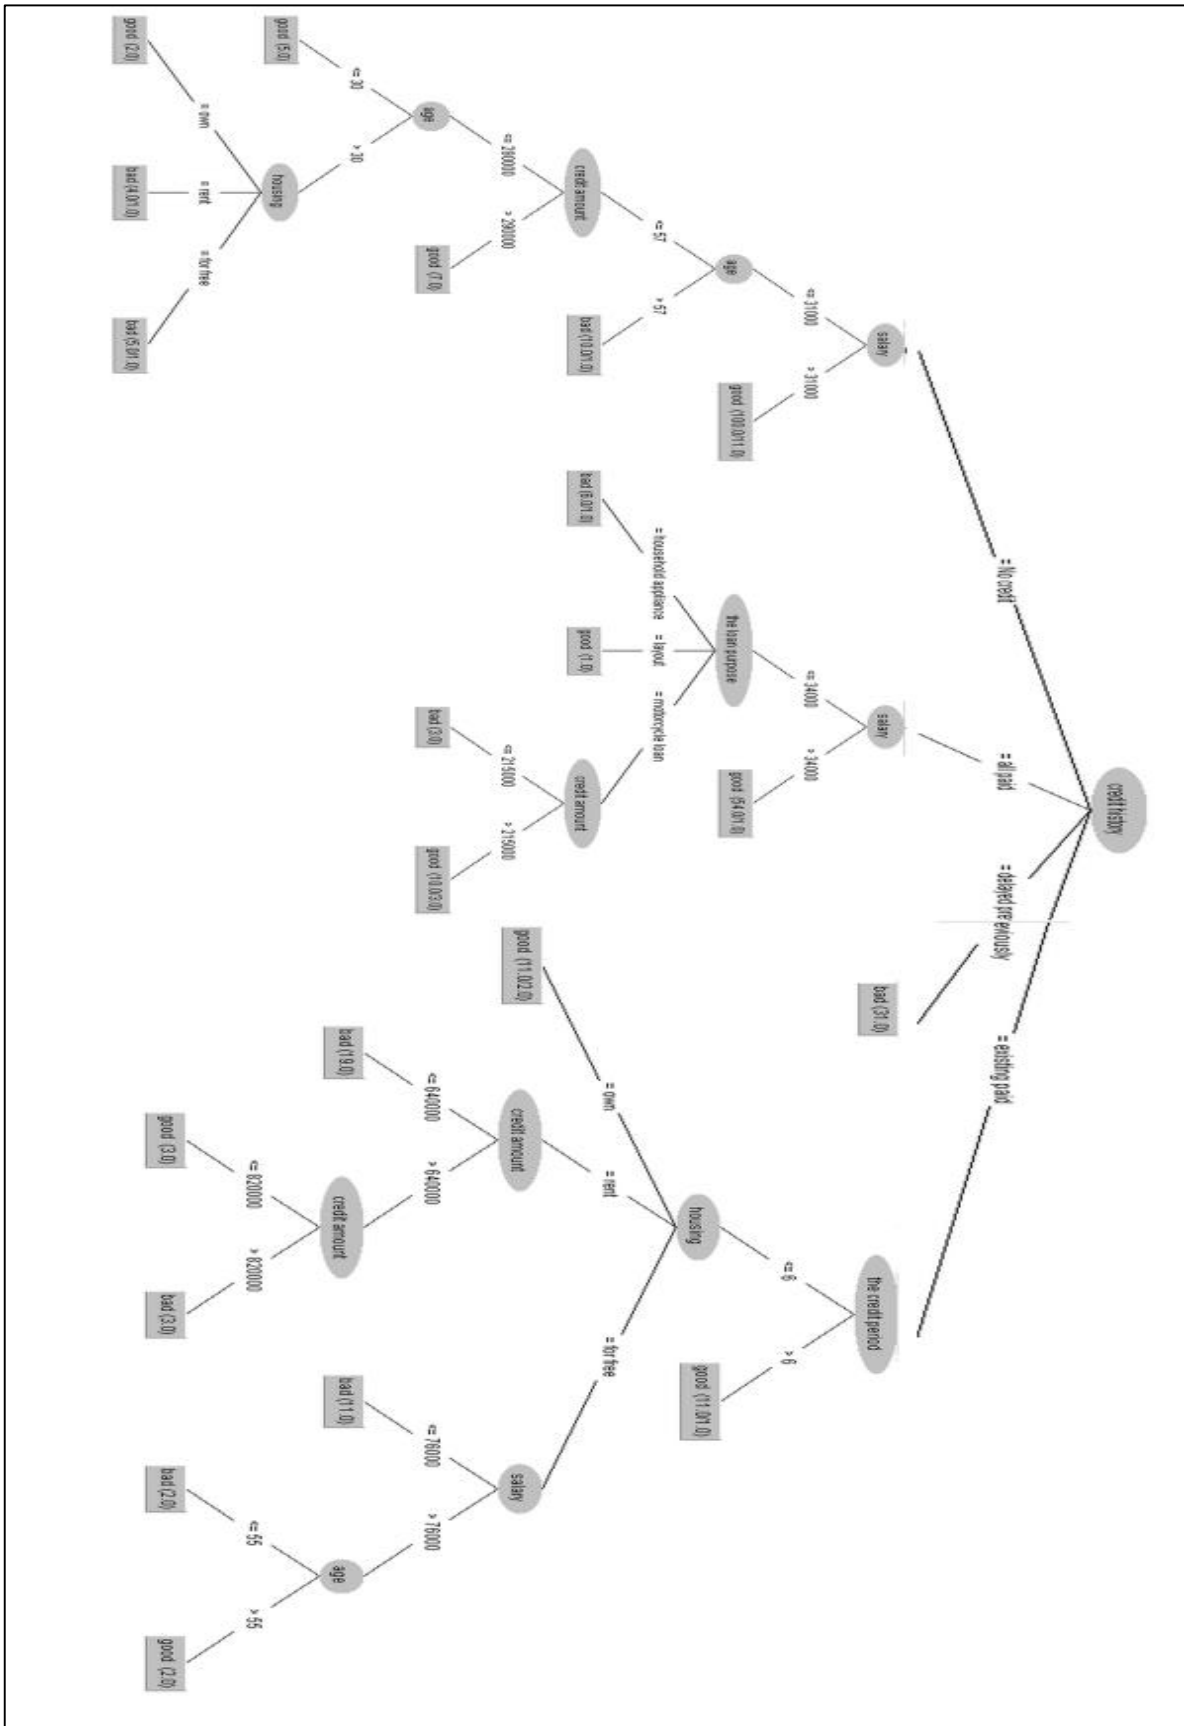 credit history
= No credit
= all paid
= delayed previously
= existing paid
salary
salary
bad (31.0)
the credit period
<= 31000
> 31000
<= 34000
> 34000
<= 6
> 6
age
good (100.0/11.0)
the loan purpose
good (54.0/1.0)
housing
good (11.0/1.0)
<= 57
> 57
= household appliance
= layout
= motorcycle loan
= own
= rent
= for free
credit amount
bad (10.0/1.0)
bad (6.0/1.0)
good (1.0)
credit amount
good (11.0/2.0)
credit amount
salary
> 280000
<= 215000
> 215000
<= 640000
> 640000
<= 76000
> 76000
age
good (7.0)
bad (3.0)
good (10.0/3.0)
bad (19.0)
credit amount
bad (11.0)
age
<= 30
> 30
<= 820000
> 820000
<= 55
> 55
good (5.0)
housing
good (3.0)
bad (3.0)
bad (2.0)
good (2.0)
= own
= rent
= for free
good (2.0)
bad (4.0/1.0)
bad (5.0/1.0)